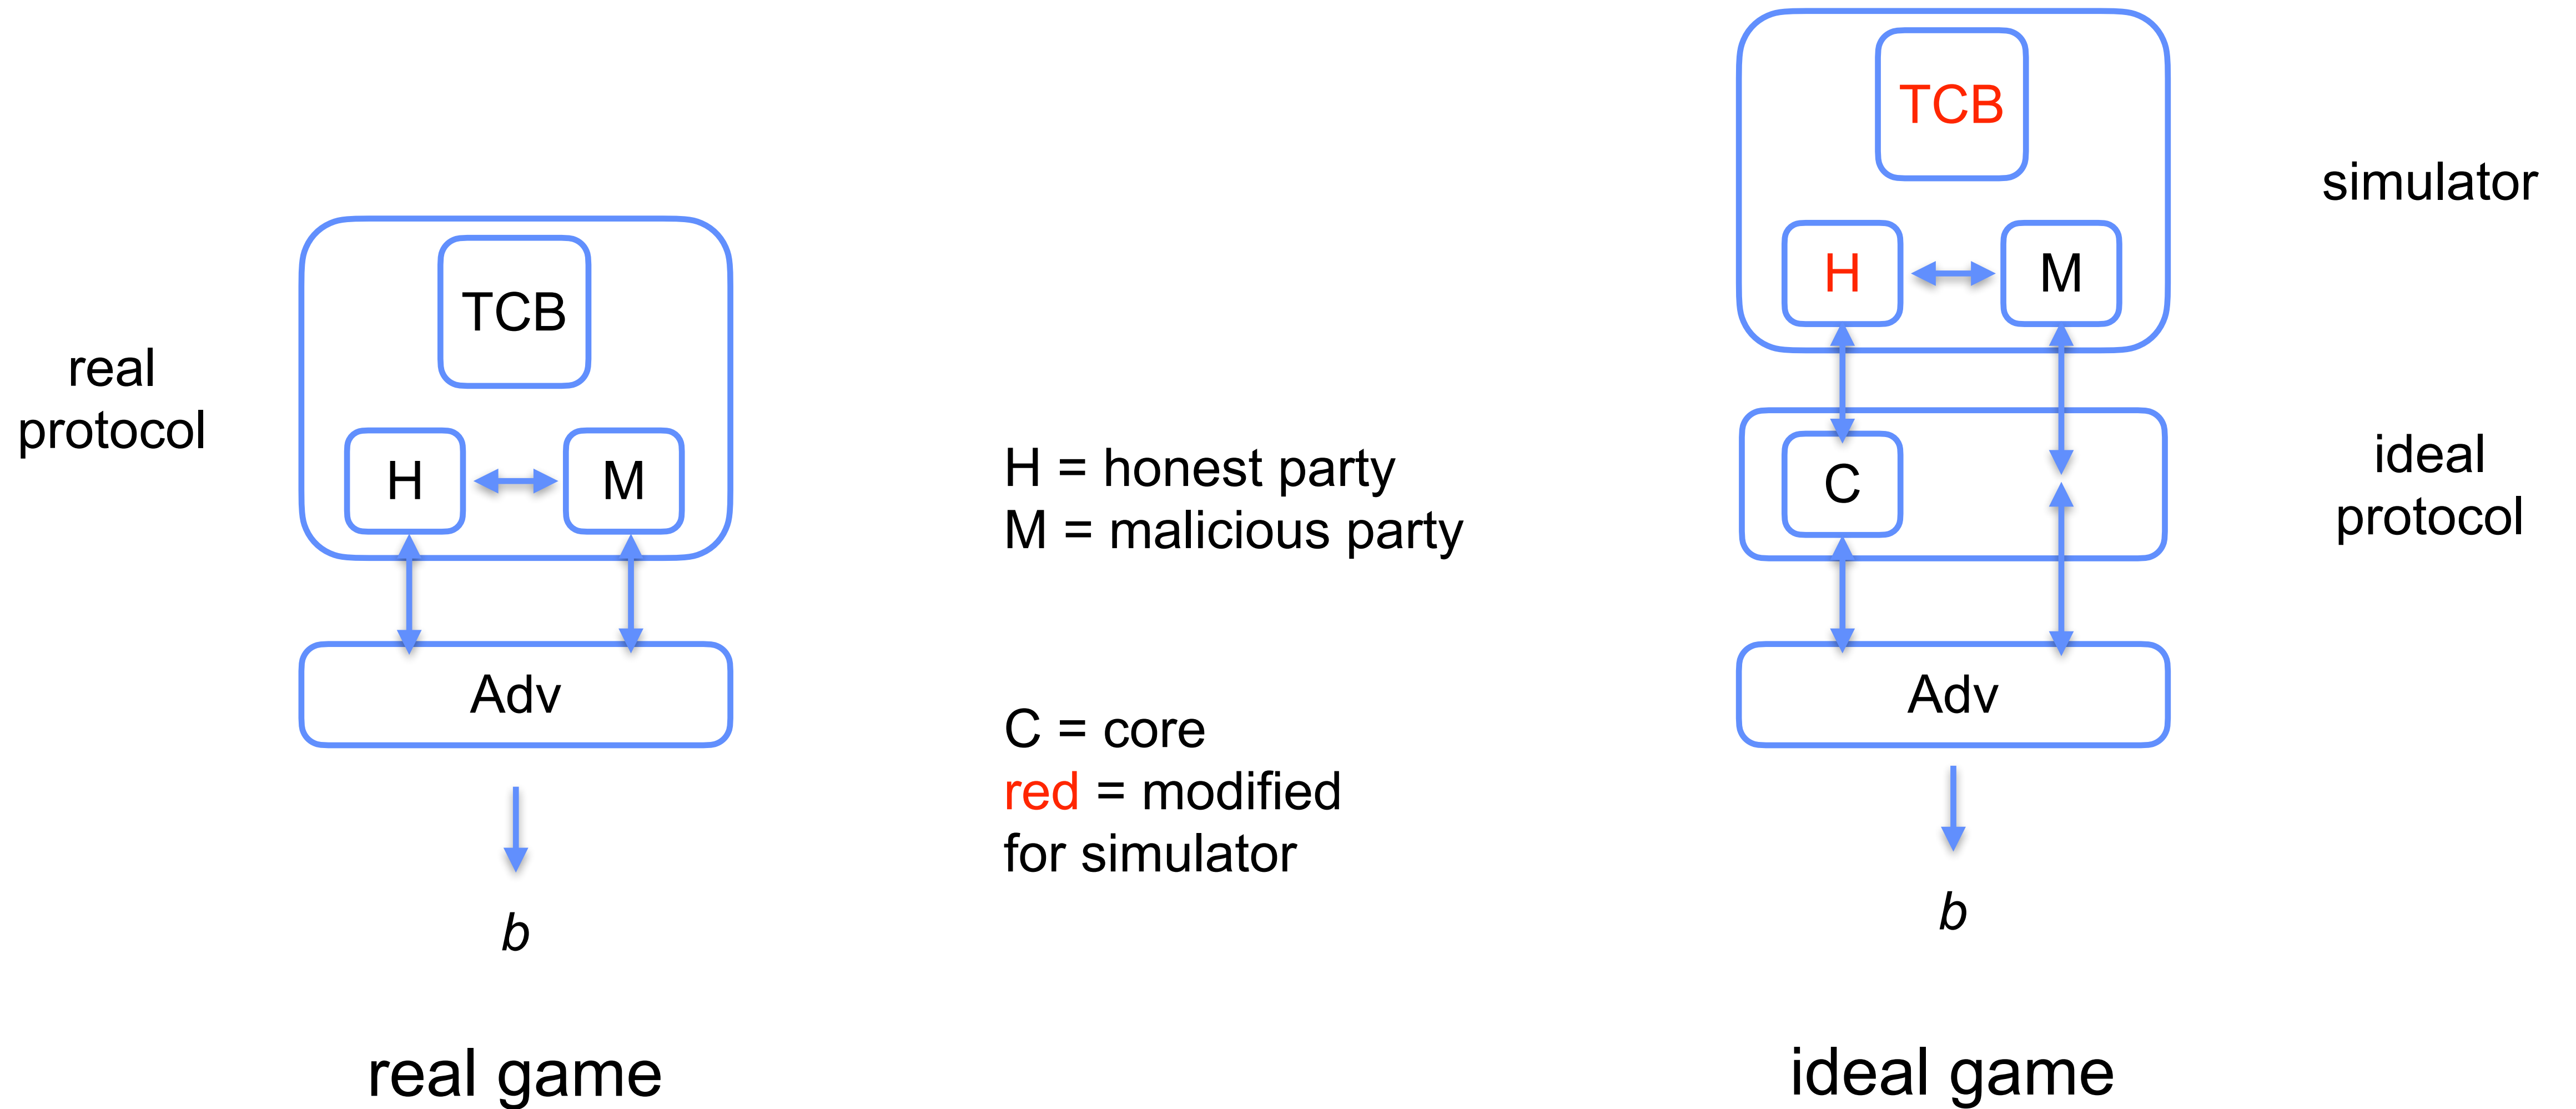 real
protocol
TCB
H
M
Adv
b
real game
H = honest party
M = malicious party
C = core
red = modified
for simulator
TCB
H
M
simulator
C
ideal
protocol
Adv
b
ideal game